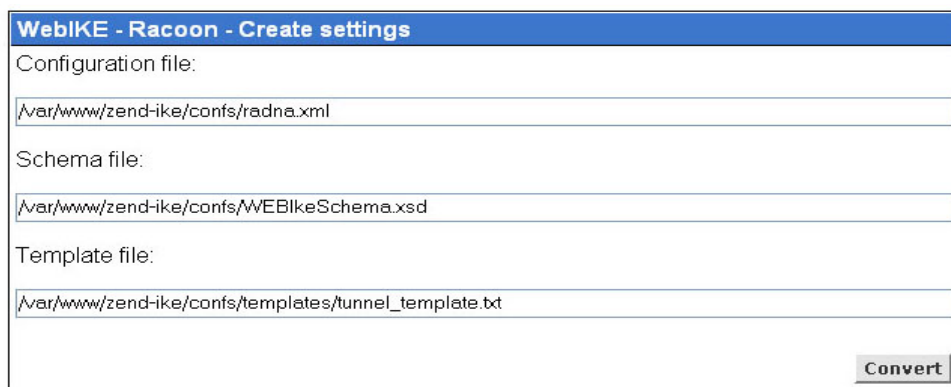 WebIKE - Racoon - Create settings
Configuration file:
/var/www/zend-ike/confs/radna.xml
Schema file:
/var/www/zend-ike/confs/WEBIkeSchema.xsd
Template file:
/var/www/zend-ike/confs/templates/tunnel_template.txt
Convert